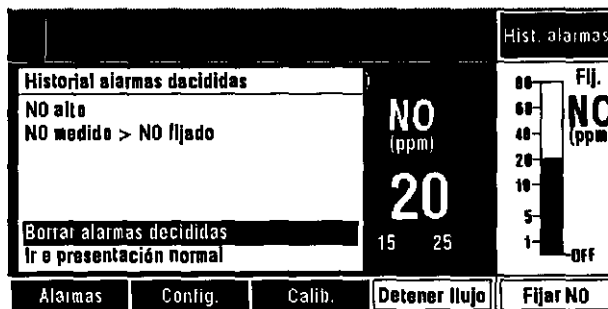 Hist. alarmas
Historial alarmas dacididas
NO alto
NO medido > NO fijado
Borrar alarmas decididas
Ir e presentación normal
NO
(ppm)
20
15 25
Fij.
NO
(ppm)
80
60
40
20
10
5
1
OFF
Alarmas Config. Calib. Detener flujo Fijar NO